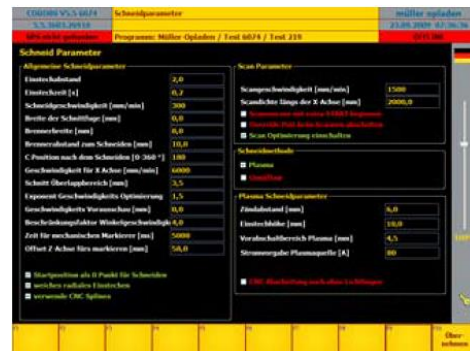 Schneidparameter
müller opladen
Programm: Müller-Opladen / Test 6074 / Test 219
OFFLINE
Schneid Parameter
Allgemeine Schneidparameter
Einstechabstand 2,0
Einstechzeit [s] 0,2
Schneidgeschwindigkeit [mm/min] 300
Breite der Schnittfuge [mm] 0,0
Brennerbreite [mm] 0,0
Brennerabstand zum Schneiden [mm] 10,0
C Position nach dem Schneiden [0-360 °] 180
Geschwindigkeit für X Achse [mm/min] 6000
Schnitt Überlappbereich [mm] 3,5
Exponent Geschwindigkeits Optimierung 1,5
Geschwindigkeits Vorausschau [mm] 0,0
Beschränkungsfaktor Winkelgeschwindigk 4,0
Zeit für mechanischen Markierer [ms] 5000
Offset Z-Achse fürs markieren [mm] 50,0
Startposition als 0 Punkt für Schneiden
weiches radiales Einstechen
verwende CNC Splines
Scan Parameter
Scangeschwindigkeit [mm/min] 1500
Scandichte längs der X Achse [mm] 2000,0
Scan Optimierung einschalten
Schneidmethode
Plasma
Plasma Schneidparameter
Zündabstand [mm] 6,0
Einstechhöhe [mm] 10,0
Vorabschaltbereich Plasma [mm] 4,5
Stromvorgabe Plasmaquelle [A] 80
Über-
nehmen